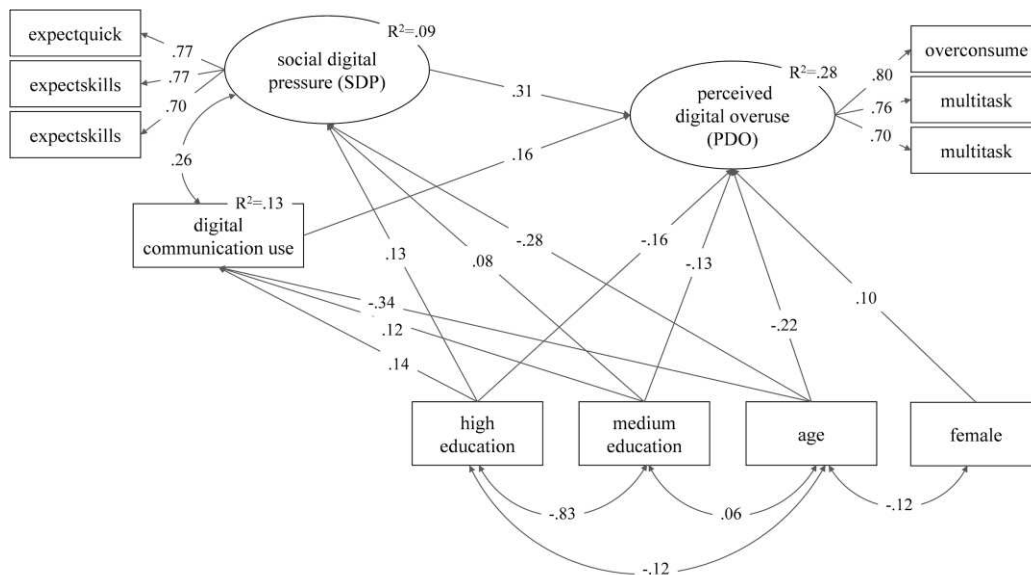 expectquick
expectskills
expectskills
.77
.77
.70
R²=.09
social digital
pressure (SDP)
.31
R²=.28
perceived
digital overuse
(PDO)
.80
.76
.70
overconsume
multitask
multitask
.26
.16
R²=.13
digital
communication use
.13
.08
-.28
-.16
-.13
-.22
.10
-.34
.12
.14
high
education
medium
education
age
female
-.83
.06
-.12
-.12